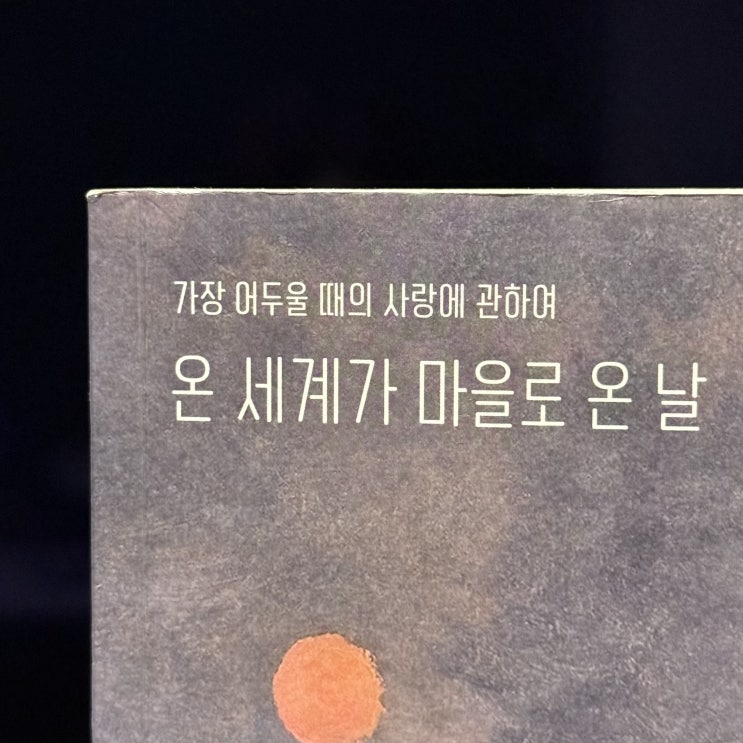 가장 어두울 때의 사랑에 관하여
온 세계가 마을로 온 날